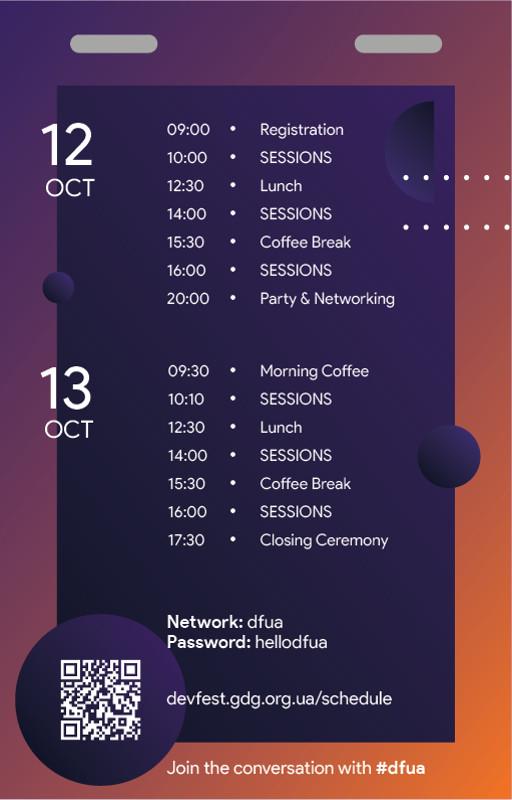 12
OCT
09:00 • Registration
10:00 • SESSIONS
12:30 • Lunch
14:00 • SESSIONS
15:30 • Coffee Break
16:00 • SESSIONS
20:00 • Party & Networking
13
OCT
09:30 • Morning Coffee
10:10 • SESSIONS
12:30 • Lunch
14:00 • SESSIONS
15:30 • Coffee Break
16:00 • SESSIONS
17:30 • Closing Ceremony
Network: dfua
Password: hellodfua
devfest.gdg.org.ua/schedule
Join the conversation with #dfua